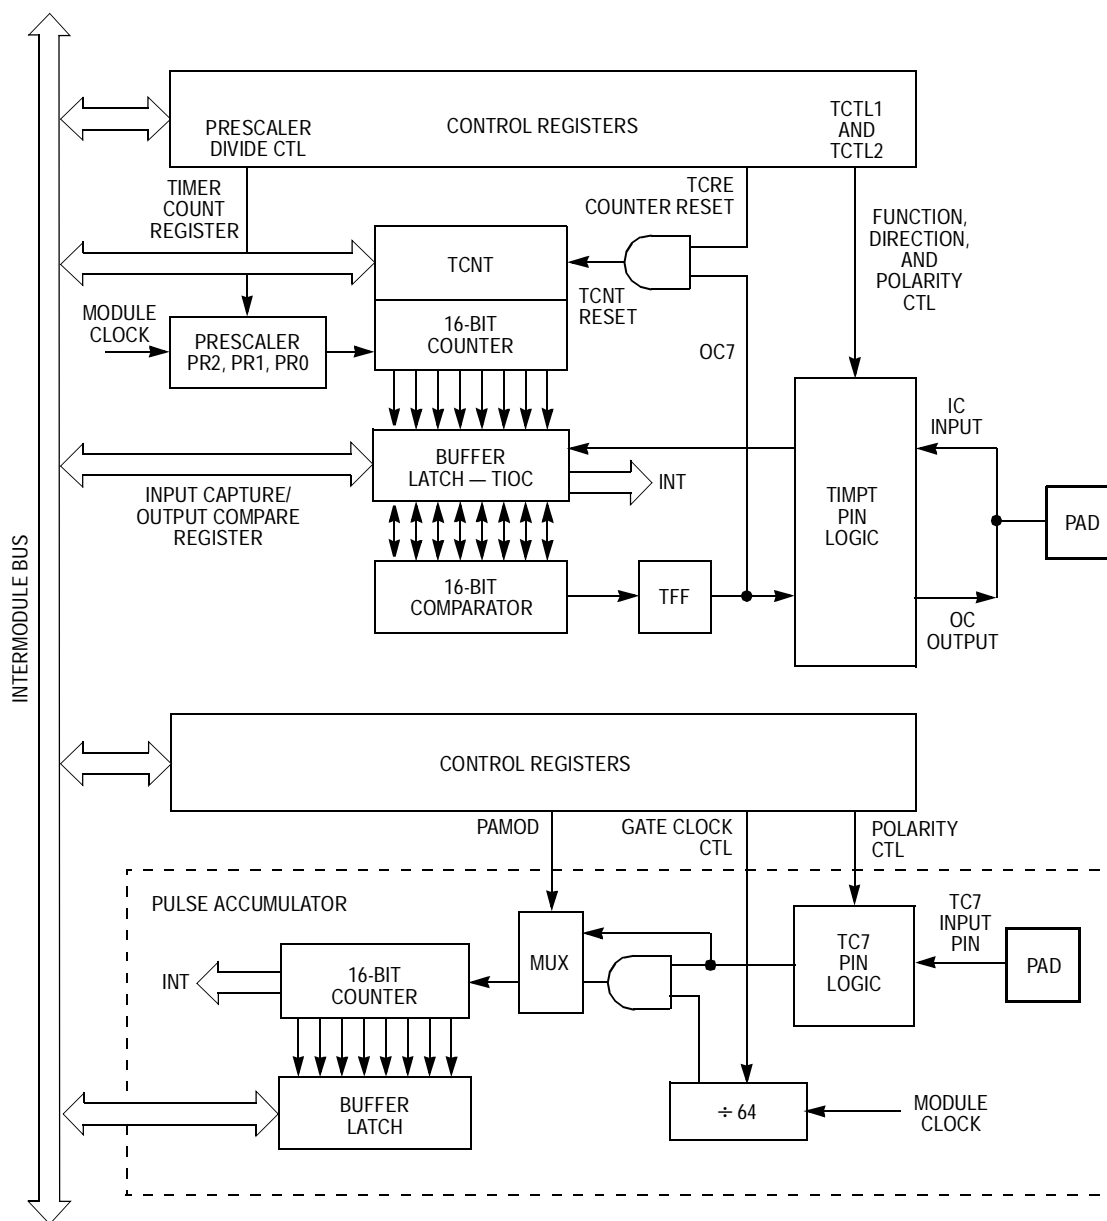 PRESCALER
DIVIDE CTL
CONTROL REGISTERS
TCTL1
AND
TCTL2
TIMER
COUNT
REGISTER
TCRE
COUNTER RESET
FUNCTION,
DIRECTION,
AND
POLARITY
CTL
TCNT
TCNT
RESET
MODULE
CLOCK
PRESCALER
PR2, PR1, PR0
16-BIT
COUNTER
OC7
IC
INPUT
BUFFER
LATCH — TIOC
INT
INPUT CAPTURE/
OUTPUT COMPARE
REGISTER
TIMPT
PIN
LOGIC
PAD
16-BIT
COMPARATOR
TFF
OC
OUTPUT
INTERMODULE BUS
CONTROL REGISTERS
PAMOD
GATE CLOCK
CTL
POLARITY
CTL
PULSE ACCUMULATOR
TC7
INPUT
PIN
INT
16-BIT
COUNTER
MUX
TC7
PIN
LOGIC
PAD
BUFFER
LATCH
÷ 64
MODULE
CLOCK